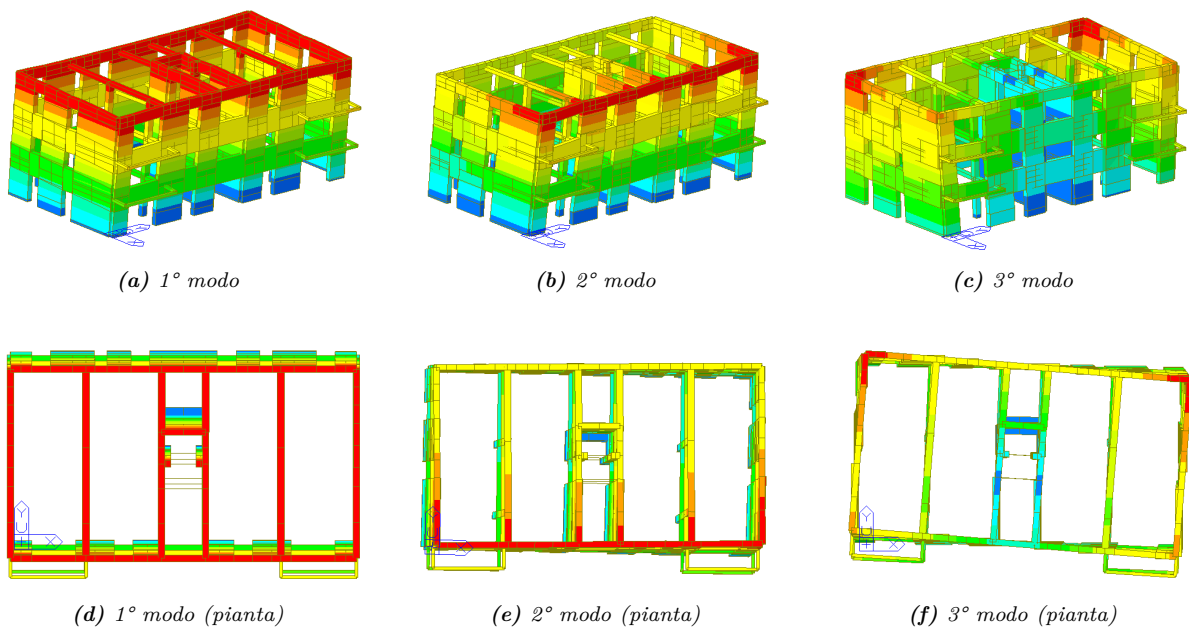 (a) 1° modo
(b) 2° modo
(c) 3° modo
Y
X
Y
X
Y
X
(d) 1° modo (pianta)
(e) 2° modo (pianta)
(f) 3° modo (pianta)